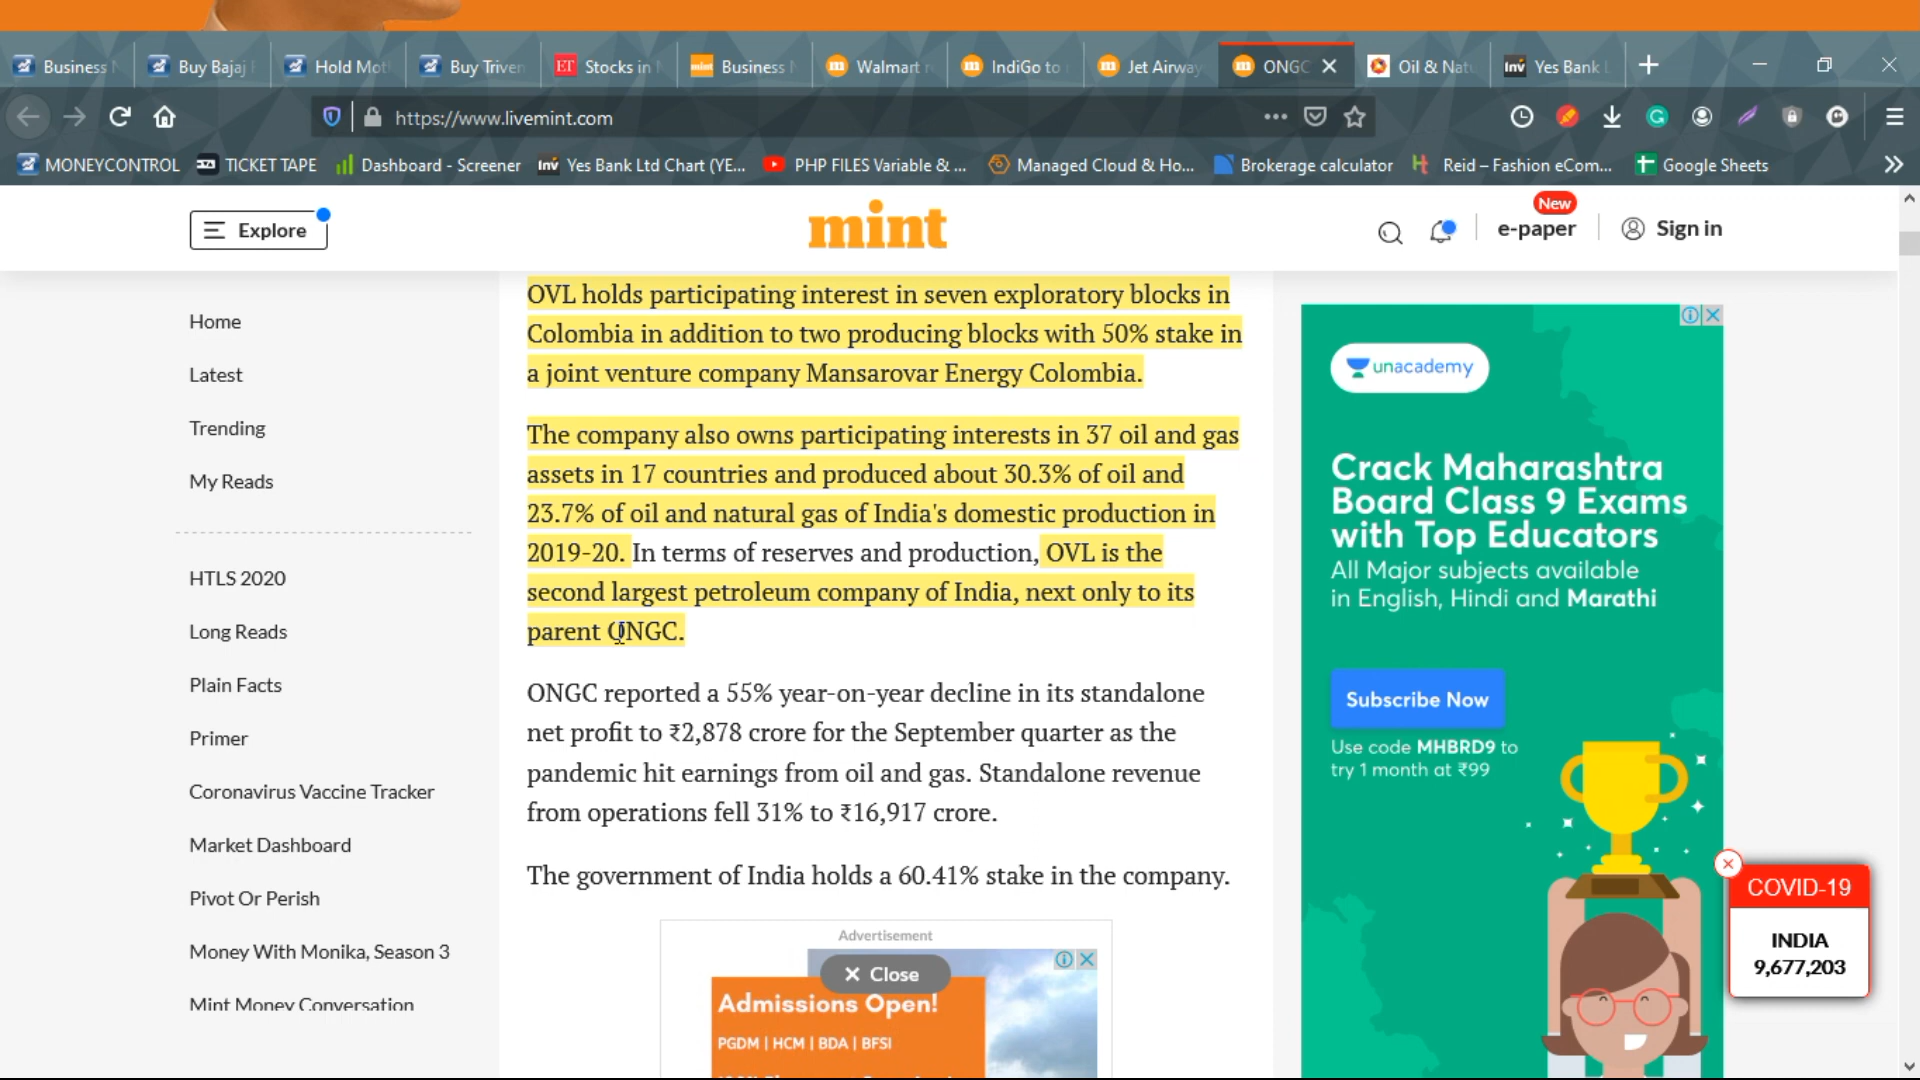 Business
Buy Bajaj
Hold Mot
Buy Triven
ET Stocks in
mint Business
Walmart
IndiGo to
Jet Airway
ONGC
Oil & Natu
Inv Yes Bank L
https://www.livemint.com
MONEYCONTROL
TICKET TAPE
Dashboard - Screener
Inv Yes Bank Ltd Chart (YE...
PHP FILES Variable & ...
Managed Cloud & Ho...
Brokerage calculator
Reid – Fashion eCom...
Google Sheets
Explore
mint
New
e-paper
Sign in
Home
Latest
Trending
My Reads
HTLS 2020
Long Reads
Plain Facts
Primer
Coronavirus Vaccine Tracker
Market Dashboard
Pivot Or Perish
Money With Monika, Season 3
Mint Money Conversation
OVL holds participating interest in seven exploratory blocks in
Colombia in addition to two producing blocks with 50% stake in
a joint venture company Mansarovar Energy Colombia.
The company also owns participating interests in 37 oil and gas
assets in 17 countries and produced about 30.3% of oil and
23.7% of oil and natural gas of India's domestic production in
2019-20. In terms of reserves and production, OVL is the
second largest petroleum company of India, next only to its
parent ONGC.
ONGC reported a 55% year-on-year decline in its standalone
net profit to ₹2,878 crore for the September quarter as the
pandemic hit earnings from oil and gas. Standalone revenue
from operations fell 31% to ₹16,917 crore.
The government of India holds a 60.41% stake in the company.
Advertisement
Close
Admissions Open!
PGDM | HCM | BDA | BFSI
unacademy
Crack Maharashtra
Board Class 9 Exams
with Top Educators
All Major subjects available
in English, Hindi and Marathi
Subscribe Now
Use code MHBRD9 to
try 1 month at ₹99
COVID-19
INDIA
9,677,203